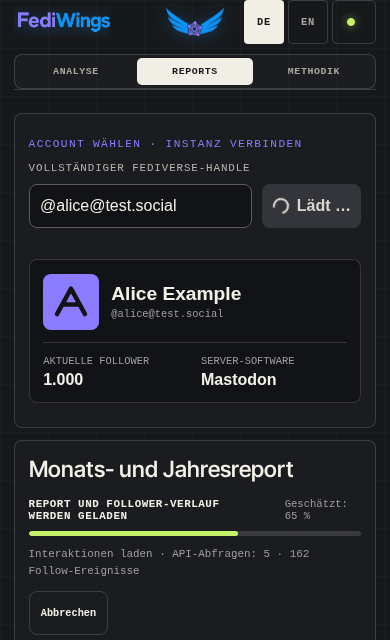 FediWings
DE
EN
ANALYSE
REPORTS
METHODIK
ACCOUNT WÄHLEN · INSTANZ VERBINDEN
VOLLSTÄNDIGER FEDIVERSE-HANDLE
@alice@test.social
Lädt …
Alice Example
@alice@test.social
AKTUELLE FOLLOWER
SERVER-SOFTWARE
1.000
Mastodon
Monats- und Jahresreport
REPORT UND FOLLOWER-VERLAUF
WERDEN GELADEN
Geschätzt:
65 %
Interaktionen laden · API-Abfragen: 5 · 162
Follow-Ereignisse
Abbrechen